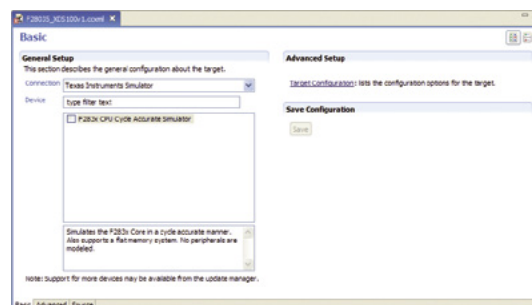 F28035_XDS100v1.ccxml
Basic
General Setup
This section describes the general configuration about the target.
Connection Texas Instruments Simulator
Device type filter text
F283x CPU Cycle Accurate Simulator
Simulates the F283x Core in a cycle accurate manner.
Also supports a flat memory system. No peripherals are
modeled.
Note: Support for more devices may be available from the update manager.
Advanced Setup
Target Configuration: lists the configuration options for the target.
Save Configuration
Save
Basic Advanced Source